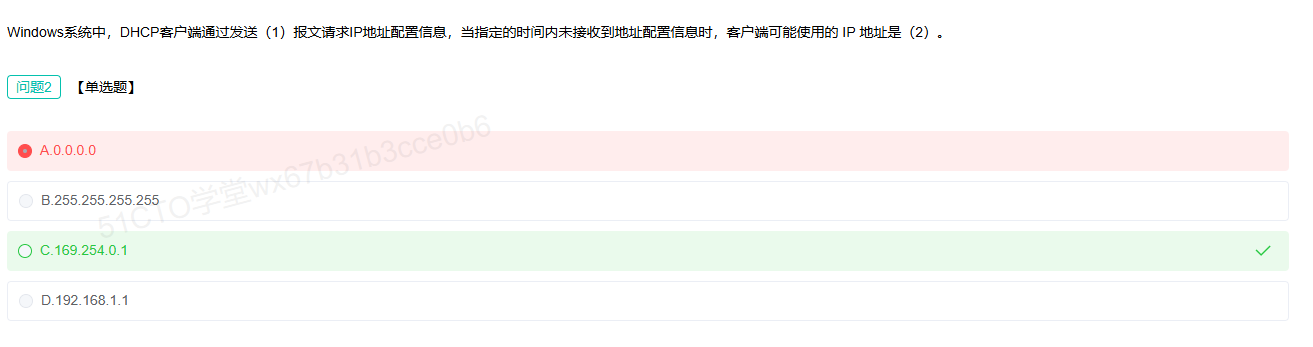 Windows系统中，DHCP客户端通过发送（1）报文请求IP地址配置信息，当指定的时间内未接收到地址配置信息时，客户端可能使用的 IP 地址是（2）。
问题2 【单选题】
A.0.0.0.0
B.255.255.255.255
C.169.254.0.1
D.192.168.1.1
51CTO学堂wx67b31b3cce0b6